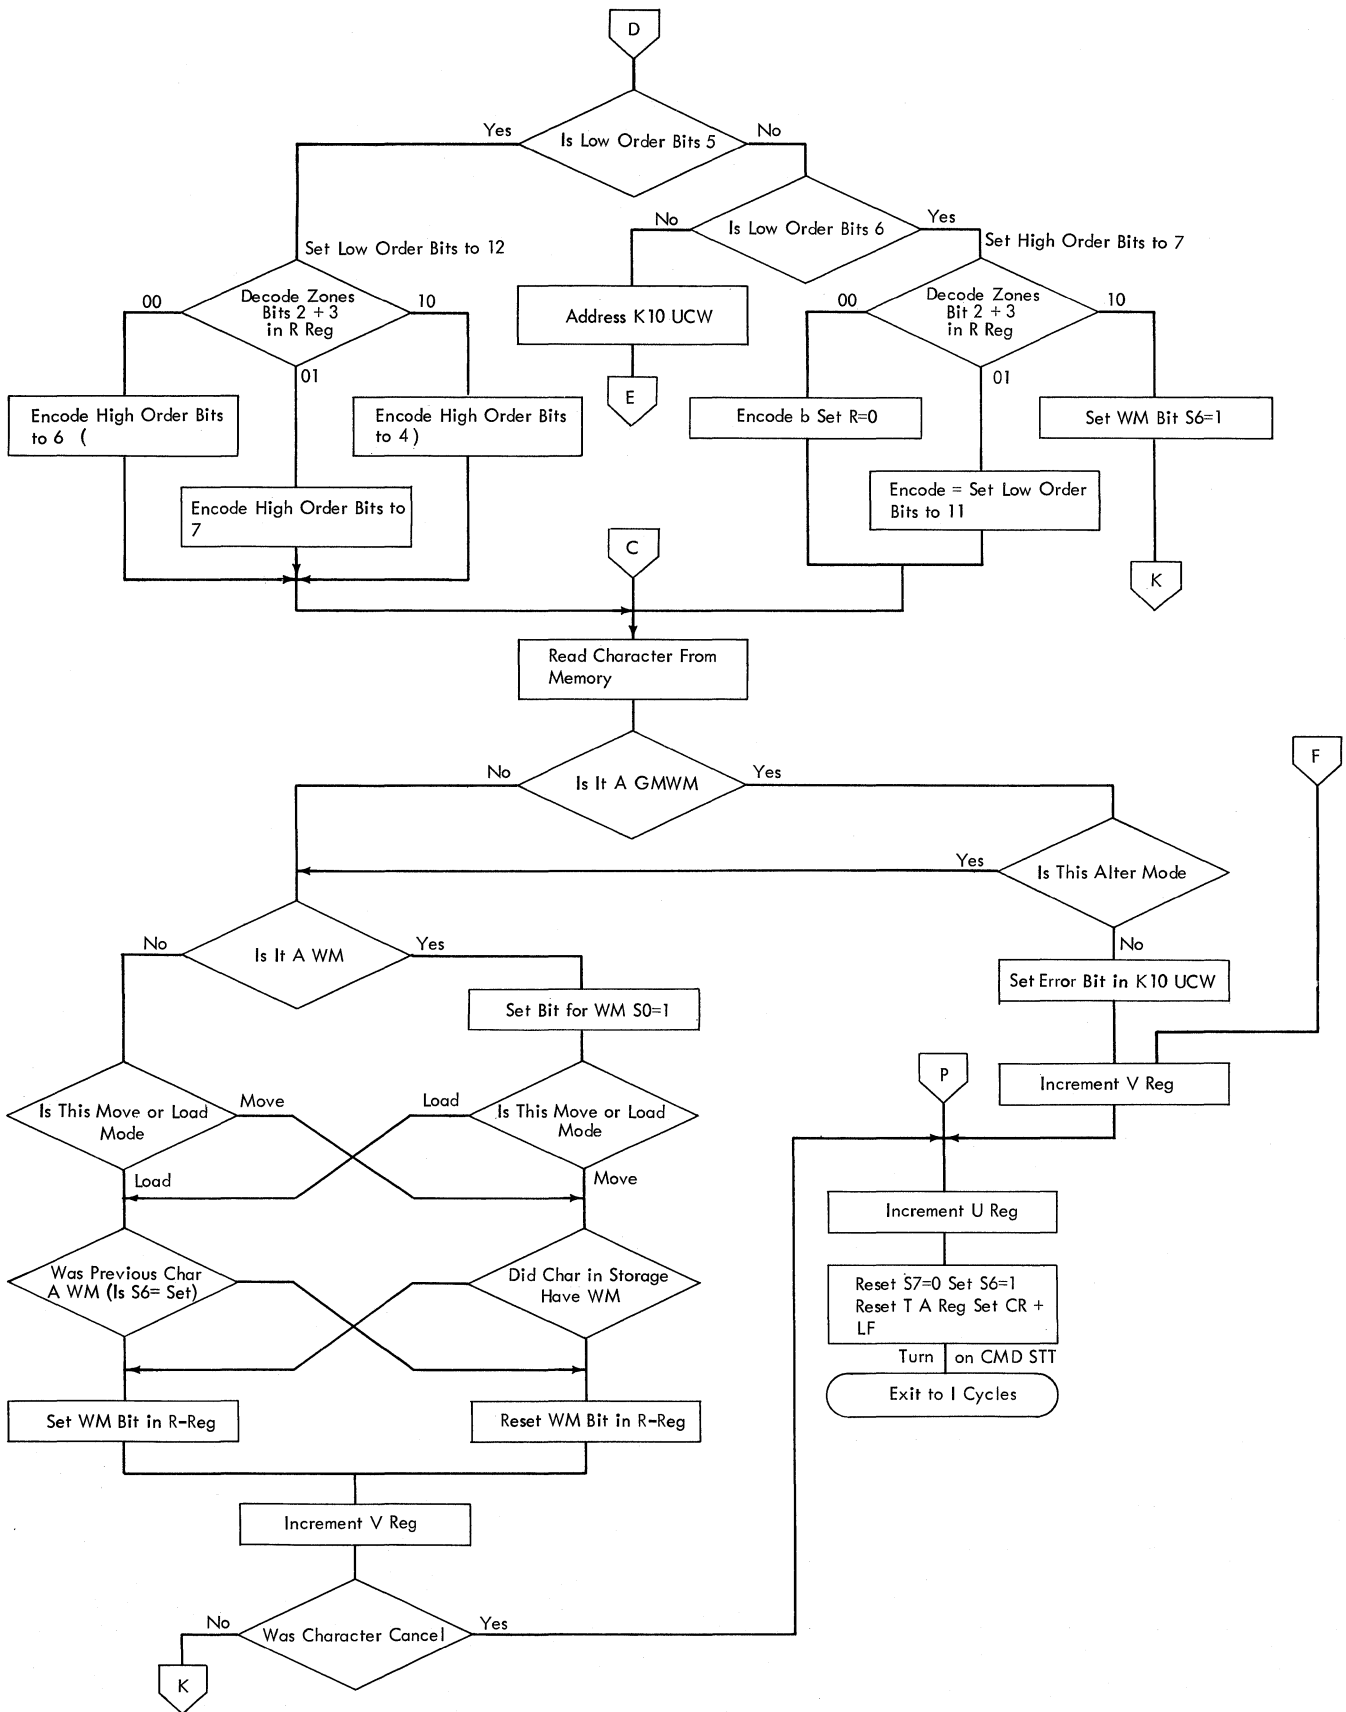 D
Is Low Order Bits 5
Yes
No
Is Low Order Bits 6
No
Yes
Set Low Order Bits to 12
Set High Order Bits to 7
Decode Zones
Bits 2 + 3
in R Reg
00
10
01
Address K10 UCW
E
Decode Zones
Bit 2 + 3
in R Reg
00
10
01
Encode High Order Bits
to 6 (
Encode High Order Bits
to 4 )
Encode High Order Bits to
7
Encode b Set R=0
Set WM Bit S6=1
Encode = Set Low Order
Bits to 11
C
K
Read Character From
Memory
Is It A GMWM
No
Yes
F
Is This Alter Mode
Yes
No
Is It A WM
No
Yes
Set Error Bit in K10 UCW
Set Bit for WM S0=1
Increment V Reg
P
Is This Move or Load
Mode
Move
Load
Is This Move or Load
Mode
Load
Move
Increment U Reg
Was Previous Char
A WM (Is S6= Set)
Did Char in Storage
Have WM
Reset S7=0 Set S6=1
Reset T A Reg Set CR +
LF
Turn on CMD STT
Exit to I Cycles
Set WM Bit in R-Reg
Reset WM Bit in R-Reg
Increment V Reg
Was Character Cancel
No
Yes
K